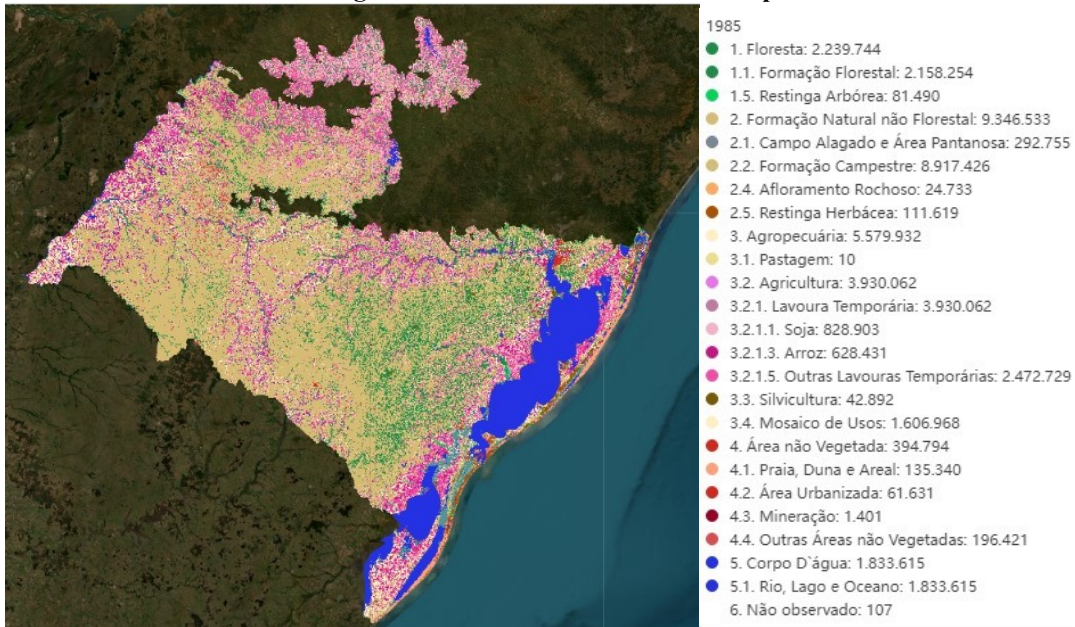 1985
1. Floresta: 2.239.744
1.1. Formação Florestal: 2.158.254
1.5. Restinga Arbórea: 81.490
2. Formação Natural não Florestal: 9.346.533
2.1. Campo Alagado e Área Pantanosa: 292.755
2.2. Formação Campestre: 8.917.426
2.4. Afloramento Rochoso: 24.733
2.5. Restinga Herbácea: 111.619
3. Agropecuária: 5.579.932
3.1. Pastagem: 10
3.2. Agricultura: 3.930.062
3.2.1. Lavoura Temporária: 3.930.062
3.2.1.1. Soja: 828.903
3.2.1.3. Arroz: 628.431
3.2.1.5. Outras Lavouras Temporárias: 2.472.729
3.3. Silvicultura: 42.892
3.4. Mosaico de Usos: 1.606.968
4. Área não Vegetada: 394.794
4.1. Praia, Duna e Areal: 135.340
4.2. Área Urbanizada: 61.631
4.3. Mineração: 1.401
4.4. Outras Áreas não Vegetadas: 196.421
5. Corpo D`água: 1.833.615
5.1. Rio, Lago e Oceano: 1.833.615
6. Não observado: 107